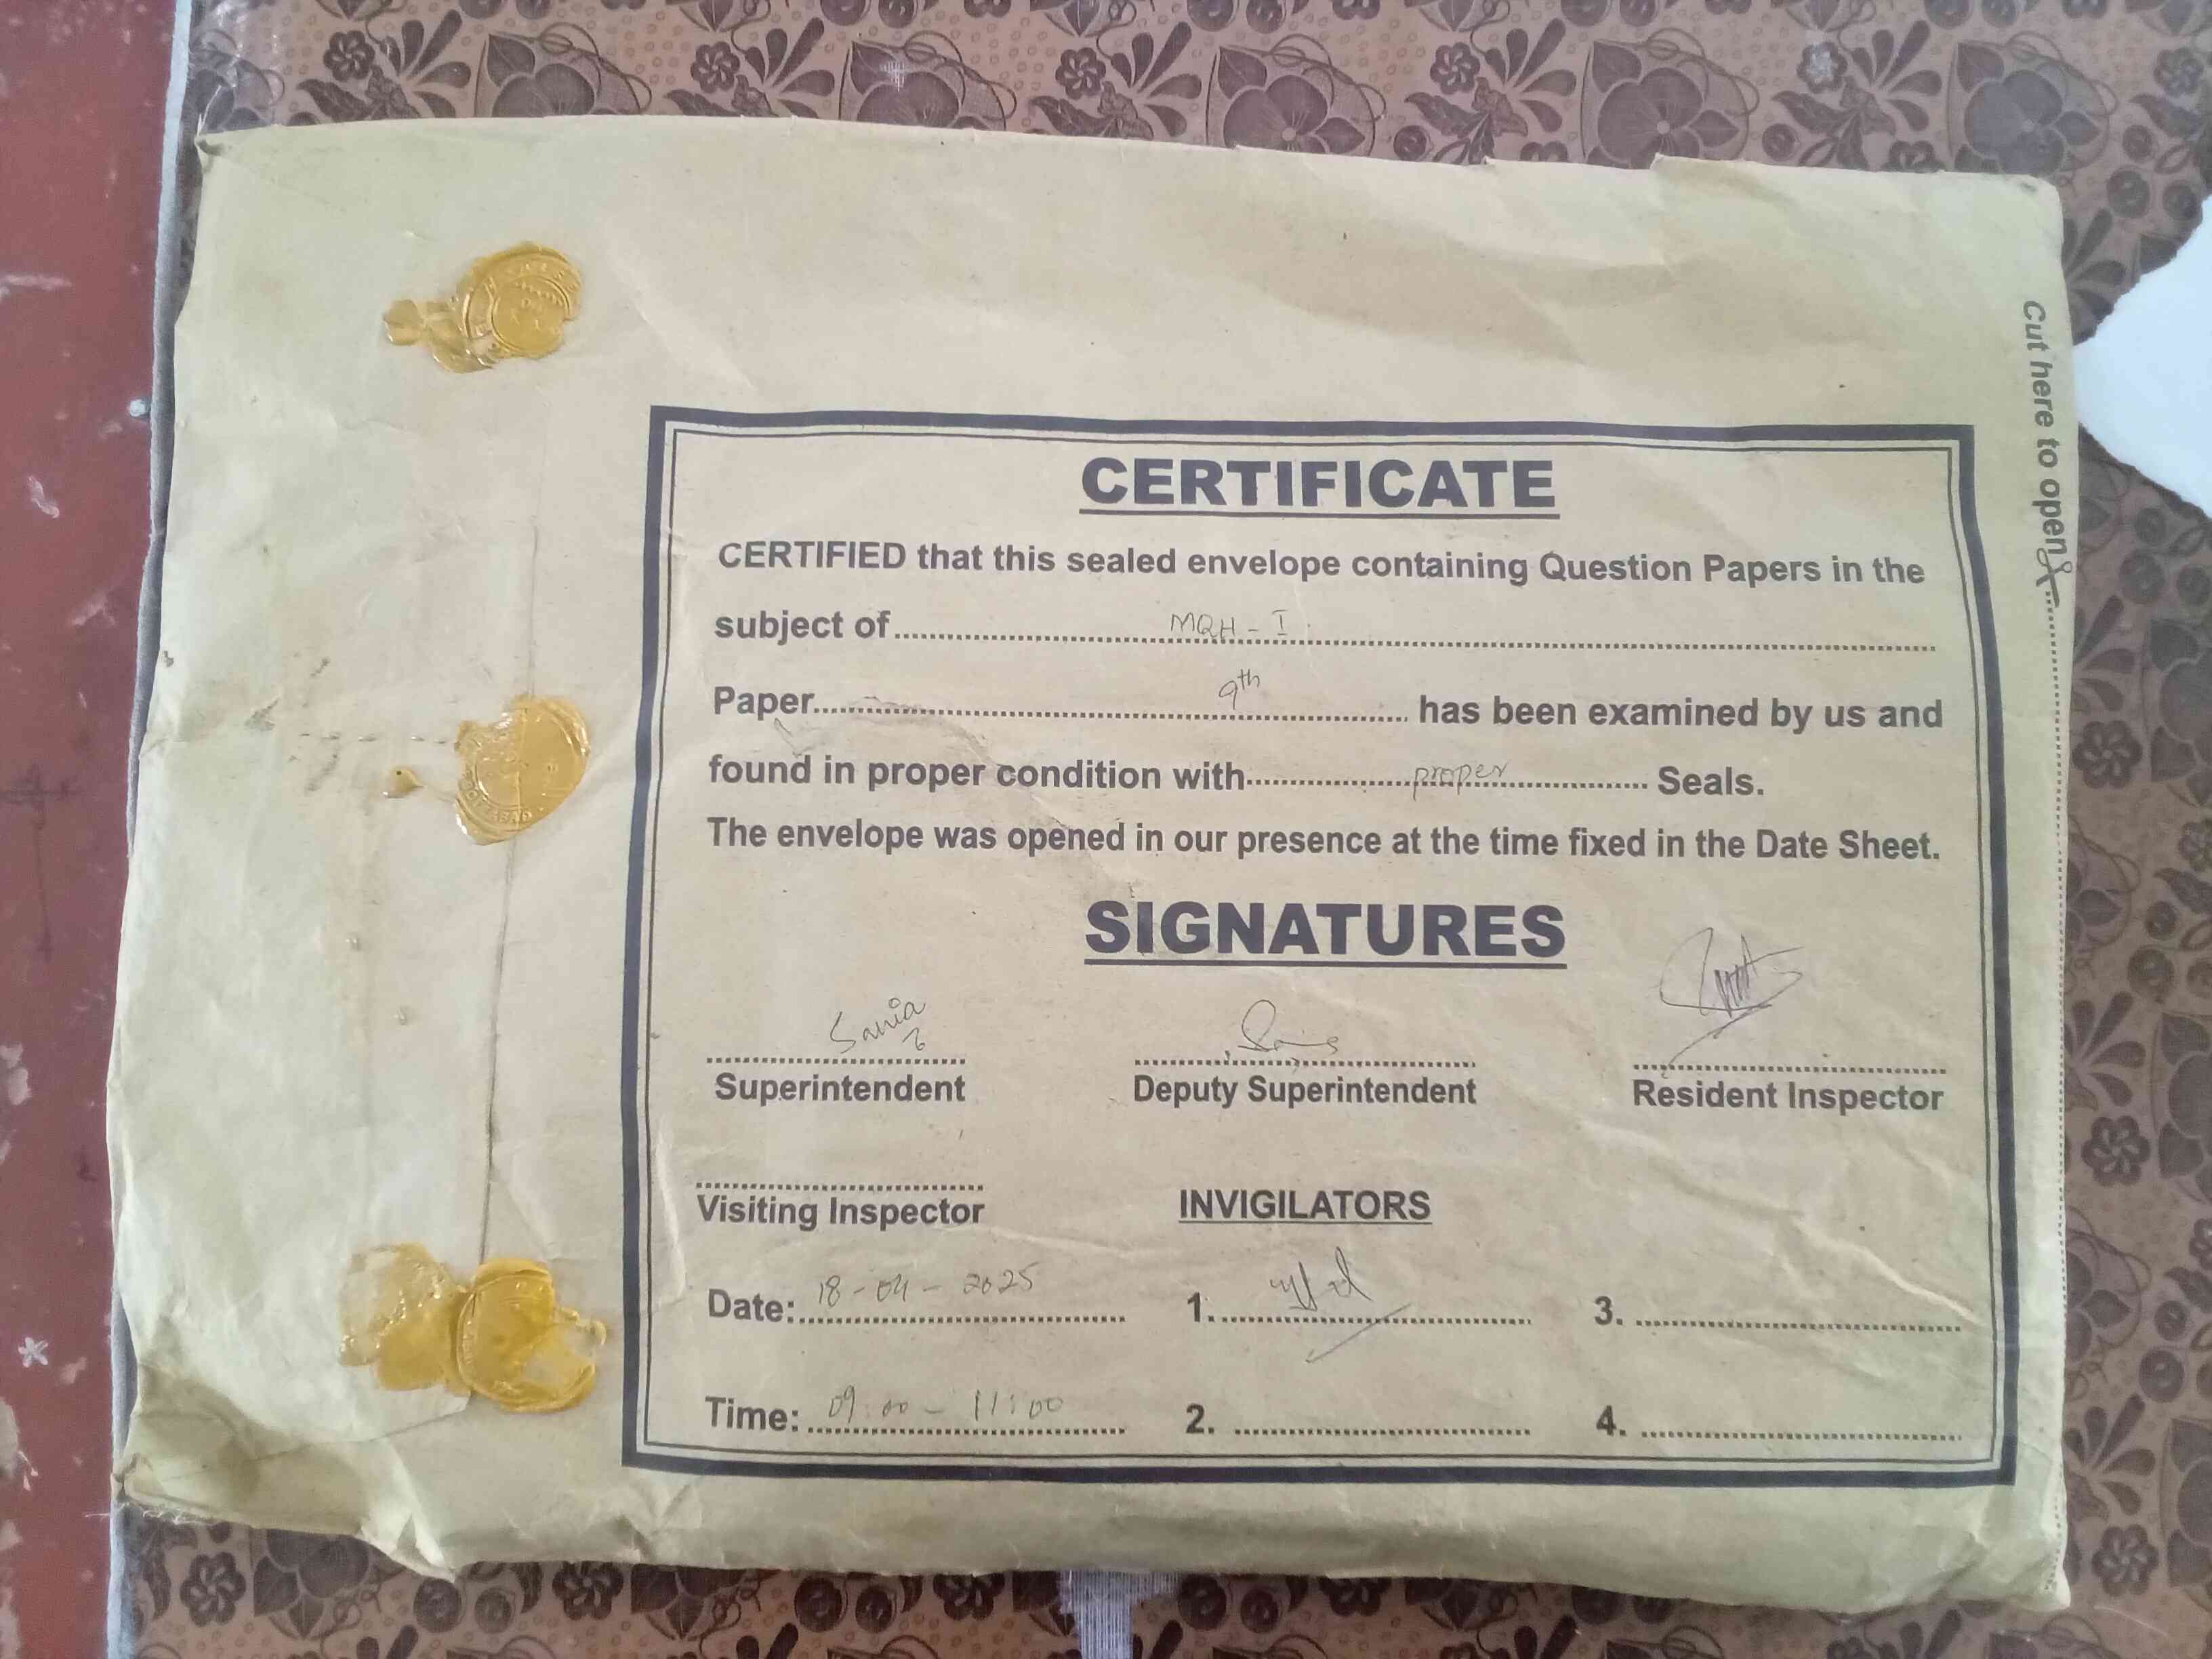 CERTIFICATE
CERTIFIED that this sealed envelope containing Question Papers in the
subject of MQH - I
Paper 9th has been examined by us and
found in proper condition with proper Seals.
The envelope was opened in our presence at the time fixed in the Date Sheet.
SIGNATURES
Sania
Superintendent Deputy Superintendent Resident Inspector
Visiting Inspector INVIGILATORS
Date: 18-04-2025 1. 3.
Time: 09:00 - 11:00 2. 4.
Cut here to open